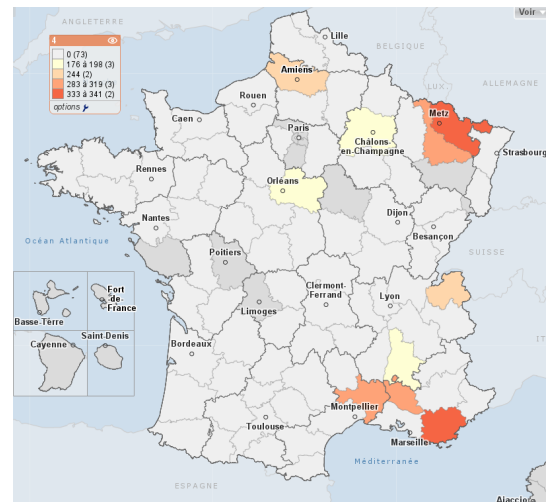 Voir
ANGLETERRE
4
0 (73)
176 à 198 (3)
244 (2)
283 à 319 (3)
333 à 341 (2)
options
Lille
BELGIQUE
Amiens
LUX.
ALLEMAGNE
Rouen
Metz
Caen
Paris
Châlons-
en-Champagne
Strasbourg
Rennes
Orléans
Nantes
Dijon
Besançon
Océan Atlantique
Poitiers
SUISSE
Fort-
de-
France
Basse-Terre
Limoges
Clermont-
Ferrand
Lyon
Cayenne
Saint-Denis
Bordeaux
Montpellier
Toulouse
Marseille
Méditerranée
ESPAGNE
Ajaccio